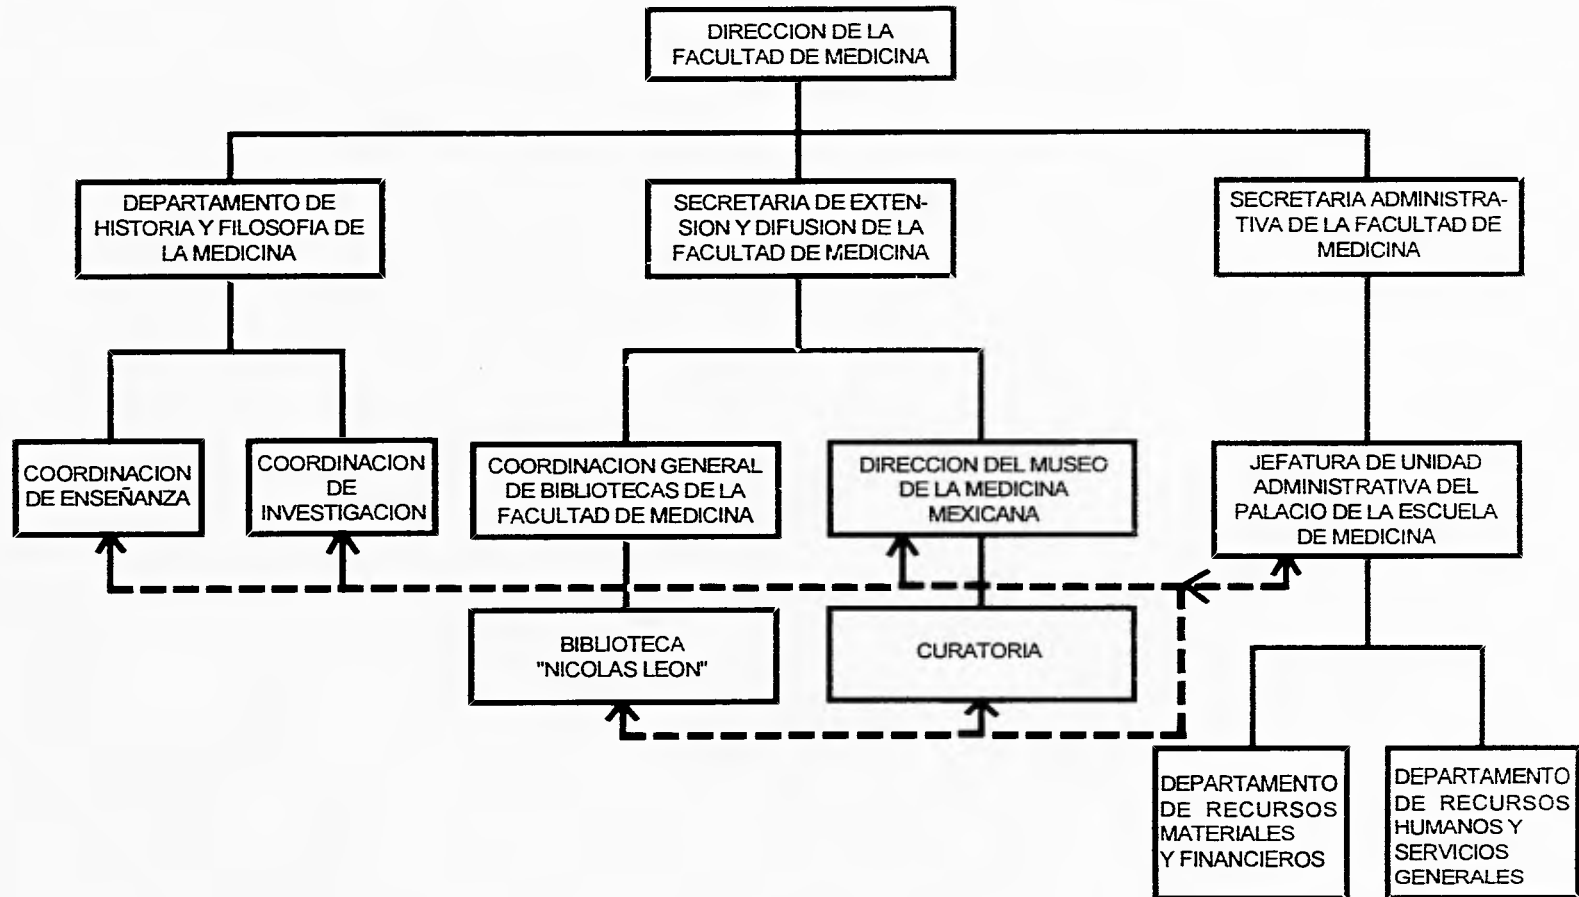 DIRECCION DE LA
FACULTAD DE MEDICINA
DEPARTAMENTO DE
HISTORIA Y FILOSOFIA DE
LA MEDICINA
SECRETARIA DE EXTEN-
SION Y DIFUSION DE LA
FACULTAD DE MEDICINA
SECRETARIA ADMINISTRA-
TIVA DE LA FACULTAD DE
MEDICINA
COORDINACION
DE ENSEÑANZA
COORDINACION
DE
INVESTIGACION
COORDINACION GENERAL
DE BIBLIOTECAS DE LA
FACULTAD DE MEDICINA
DIRECCION DEL MUSEO
DE LA MEDICINA
MEXICANA
JEFATURA DE UNIDAD
ADMINISTRATIVA DEL
PALACIO DE LA ESCUELA
DE MEDICINA
BIBLIOTECA
"NICOLAS LEON"
CURATORIA
DEPARTAMENTO
DE RECURSOS
MATERIALES
Y FINANCIEROS
DEPARTAMENTO
DE RECURSOS
HUMANOS Y
SERVICIOS
GENERALES